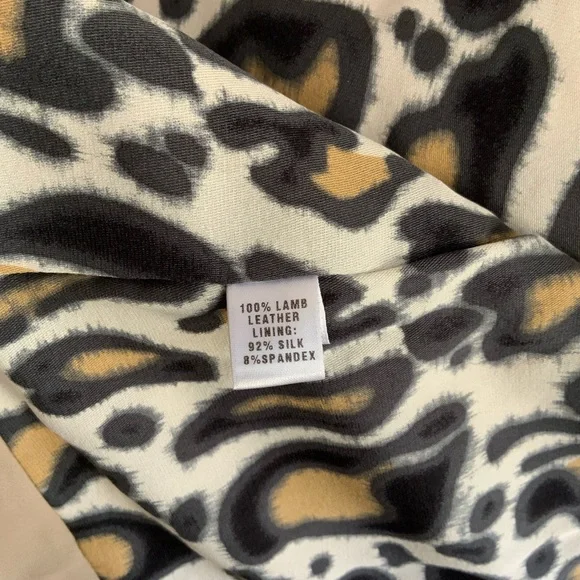 100% LAMB
LEATHER
LINING:
92% SILK
8%SPANDEX